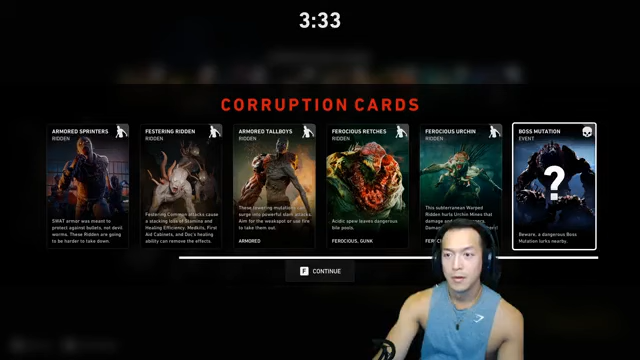 3:33
CORRUPTION CARDS
ARMORED SPRINTERS
RIDDEN
SWAT armor was meant to
protect against bullets, not devil
worms. These Ridden are going
to be harder to take down.
FESTERING RIDDEN
RIDDEN
Festering Common attacks cause
a stacking loss of Stamina and
Healing Efficiency. Medkits, First
Aid Cabinets, and Doc's healing
ability can remove the effects.
ARMORED TALLBOYS
RIDDEN
These towering mutations can
surge into powerful slam attacks.
Aim for the weakspot or use fire
to take them out.
ARMORED
FEROCIOUS RETCHES
RIDDEN
Acidic spew leaves dangerous
bile pools.
FEROCIOUS, GUNK
FEROCIOUS URCHIN
RIDDEN
This subterranean Warped
Ridden hurls Urchin Mines that
damage
Dama
BOSS MUTATION
EVENT
?
Beware, a dangerous Boss
Mutation lurks nearby.
F CONTINUE